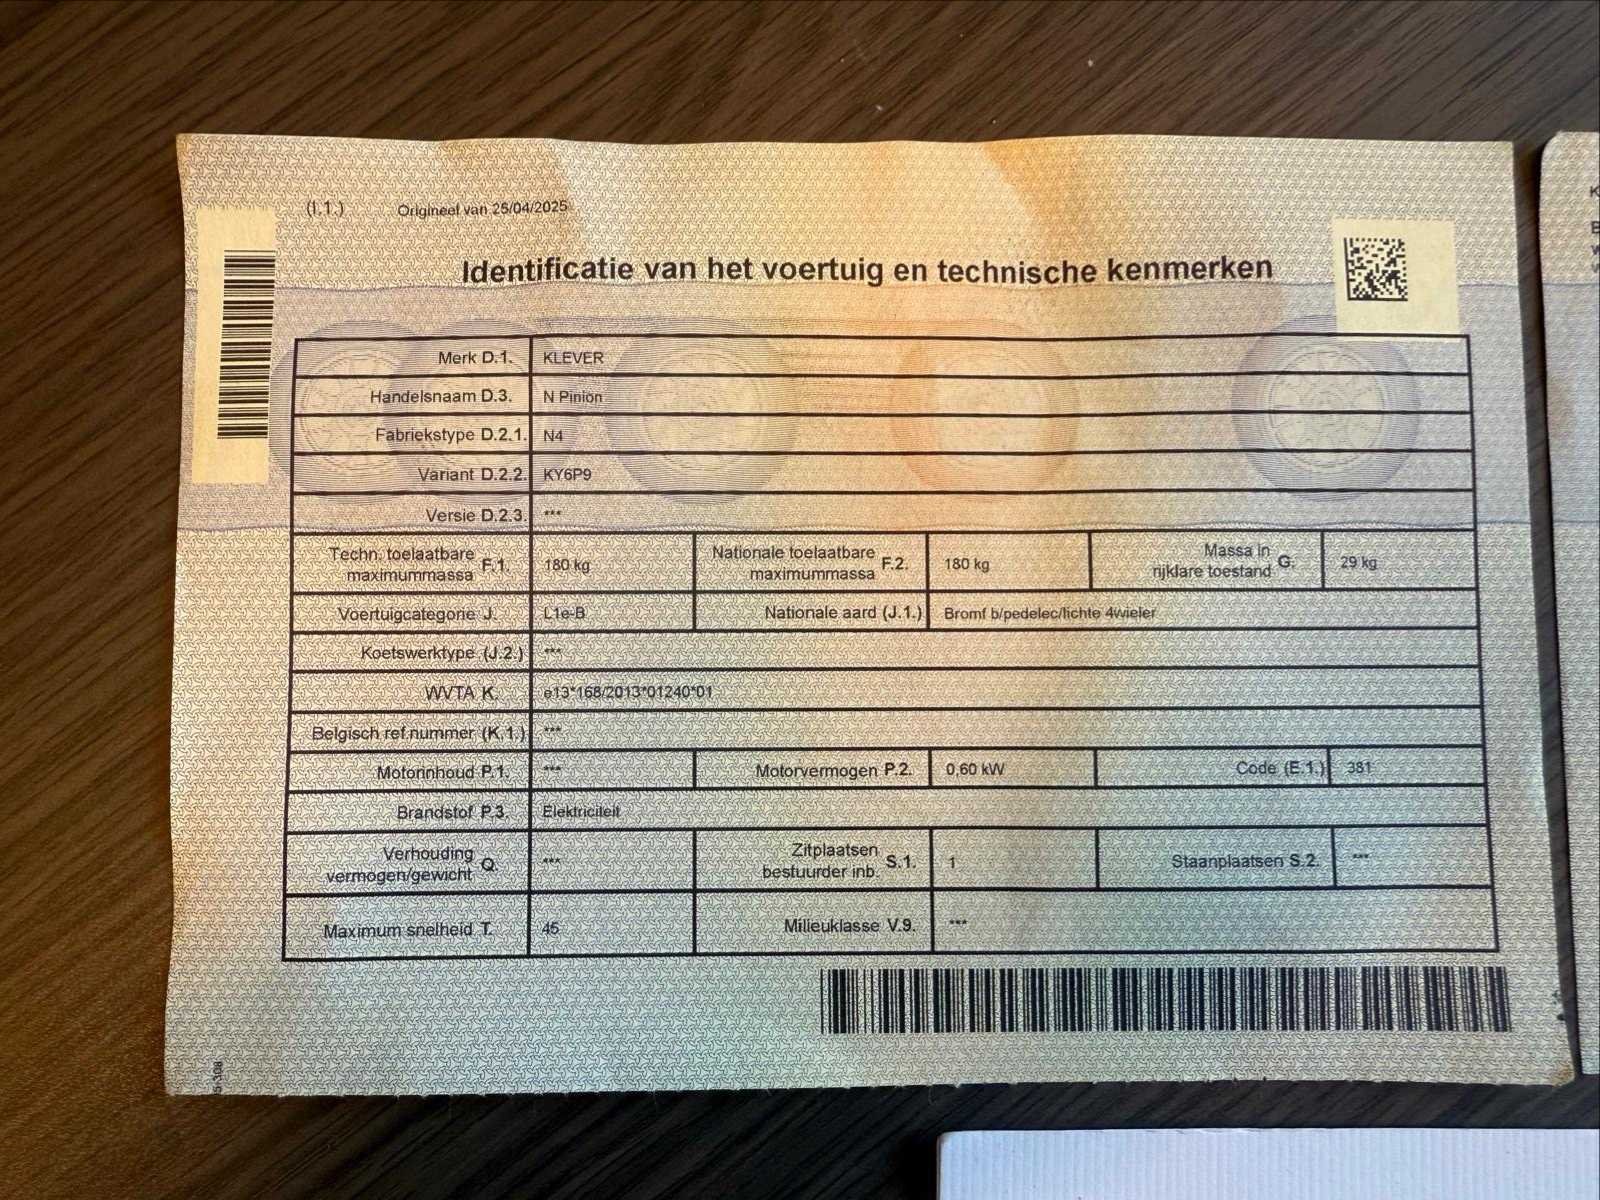 (I.1.) Origineel van 25/04/2025
Identificatie van het voertuig en technische kenmerken
Merk D.1. KLEVER
Handelsnaam D.3. N Pinion
Fabriekstype D.2.1. N4
Variant D.2.2. KY6P9
Versie D.2.3. ***
Techn. toelaatbare maximummassa F.1. 180 kg Nationale toelaatbare maximummassa F.2. 180 kg Massa in rijklare toestand G. 29 kg
Voertuigcategorie J. L1e-B Nationale aard (J.1.) Bromf b/pedelec/lichte 4wieler
Koetswerktype (J.2.) ***
WVTA K. e13*168/2013*01240*01
Belgisch ref.nummer (K.1.) ***
Motorinhoud P.1. *** Motorvermogen P.2. 0,60 kW Code (E.1.) 381
Brandstof P.3. Elektriciteit
Verhouding vermogen/gewicht Q. *** Zitplaatsen bestuurder inb. S.1. 1 Staanplaatsen S.2. ***
Maximum snelheid T. 45 Milieuklasse V.9. ***